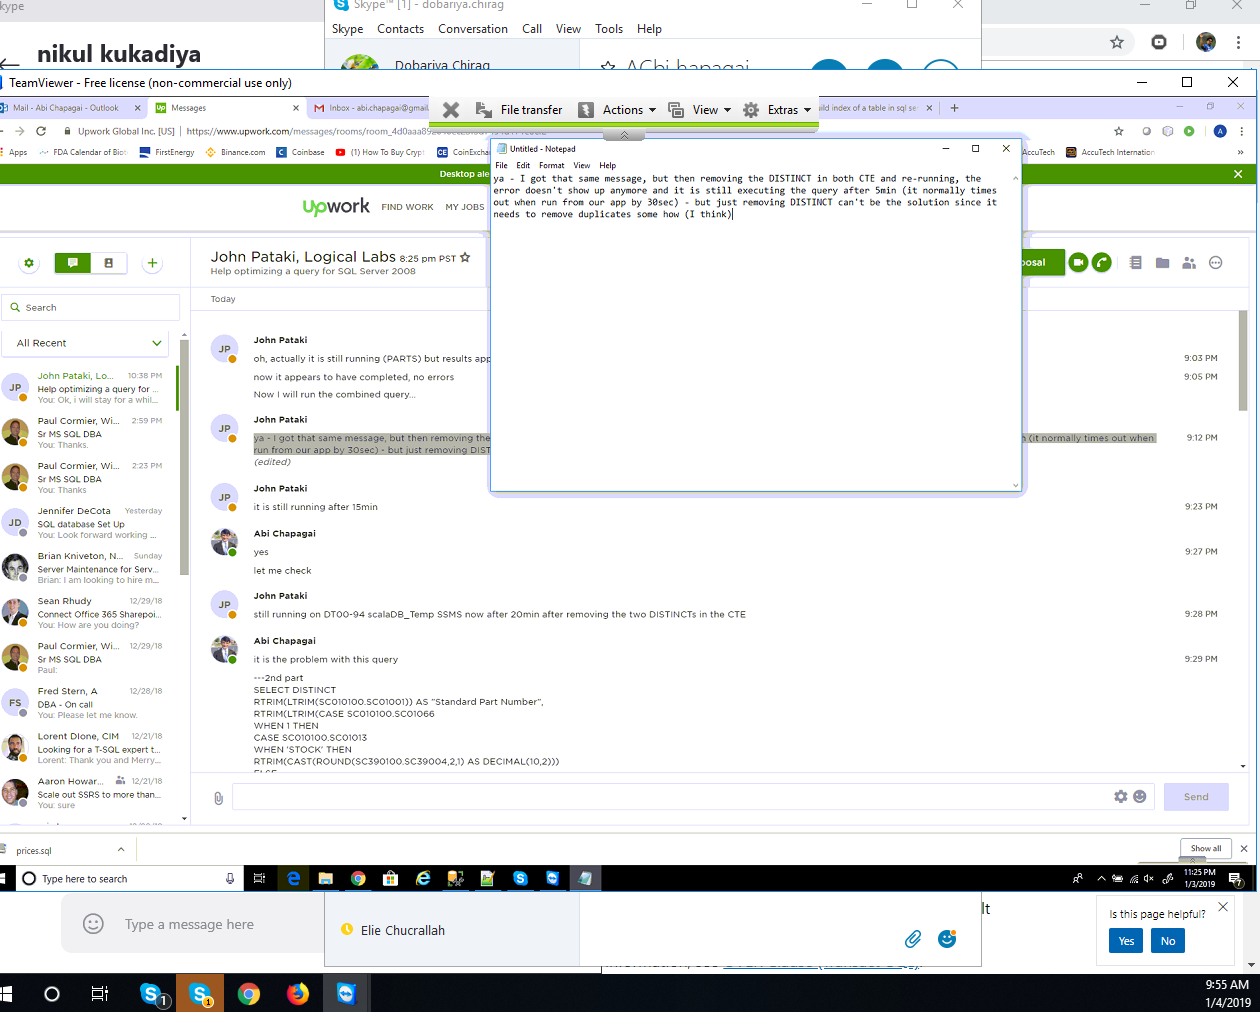 kype
nikul kukadiya
Skype™ [1] - dobariya.chirag
Skype Contacts Conversation Call View Tools Help
Dobariya Chirag
TeamViewer - Free license (non-commercial use only)
Mail - Abi Chapagai - Outlook
Messages
Inbox - abi.chapagai@gmail.
ild index of a table in sql se
File transfer Actions View Extras
Upwork Global Inc. [US] | https://www.upwork.com/messages/rooms/room_
Apps FDA Calendar of Biot FirstEnergy Binance.com Coinbase (1) How To Buy Crypt CoinExchan
AccuTech AccuTech Internation »
Desktop ale
Untitled - Notepad
File Edit Format View Help
ya - I got that same message, but then removing the DISTINCT in both CTE and re-running, the
error doesn't show up anymore and it is still executing the query after 5min (it normally times
out when run from our app by 30sec) - but just removing DISTINCT can't be the solution since it
needs to remove duplicates some how (I think)
upwork FIND WORK MY JOBS
John Pataki, Logical Labs 8:25 pm PST
Help optimizing a query for SQL Server 2008
posal
Search
All Recent
Today
John Pataki, Lo... 10:38 PM
Help optimizing a query for ...
You: Ok, i will stay for a whil...
Paul Cormier, Wi... 2:59 PM
Sr MS SQL DBA
You: Thanks.
Paul Cormier, Wi... 2:23 PM
Sr MS SQL DBA
You: Thanks
JD
Jennifer DeCota Yesterday
SQL database Set Up
You: Look forward working ...
Brian Kniveton, N... Sunday
Server Maintenance for Serv...
Brian: I am looking to hire m...
Sean Rhudy 12/29/18
Connect Office 365 Sharepoi...
You: How are you doing?
Paul Cormier, Wi... 12/29/18
Sr MS SQL DBA
Paul:
FS
Fred Stern, A 12/28/18
DBA - On call
You: Please let me know.
Lorent Dione, CIM 12/21/18
Looking for a T-SQL expert t...
Lorent: Thank you and Merry...
Aaron Howar... 12/21/18
Scale out SSRS to more than...
You: sure
JP
John Pataki
oh, actually it is still running (PARTS) but results app 9:03 PM
now it appears to have completed, no errors 9:05 PM
Now I will run the combined query...
JP
John Pataki
ya - I got that same message, but then removing the n (it normally times out when 9:12 PM
run from our app by 30sec) - but just removing DIST
(edited)
JP
John Pataki
it is still running after 15min 9:23 PM
Abi Chapagai
yes 9:27 PM
let me check
JP
John Pataki
still running on DT00-94 scalaDB_Temp SSMS now after 20min after removing the two DISTINCTs in the CTE 9:28 PM
Abi Chapagai
it is the problem with this query 9:29 PM
---2nd part
SELECT DISTINCT
RTRIM(LTRIM(SC010100.SC01001)) AS "Standard Part Number",
RTRIM(LTRIM(CASE SC010100.SC01066
WHEN 1 THEN
CASE SC010100.SC01013
WHEN 'STOCK' THEN
RTRIM(CAST(ROUND(SC390100.SC39004,2,1) AS DECIMAL(10,2)))
Send
prices.sql
Show all
Type here to search
11:25 PM
1/3/2019
Type a message here
Elie Chucrallah
lt
Is this page helpful?
Yes No
9:55 AM
1/4/2019